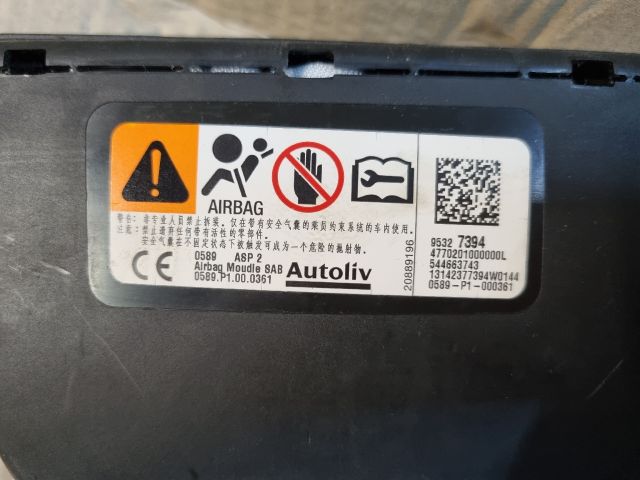 AIRBAG
警告: 非专业人员禁止拆装。仅在带有安全气囊的乘员约束系统的车内使用。
注意: 禁止遗弃任何带有活性的零部件。
安全气囊在不固定状态下被触发可成为一个危险的抛射物。
CE
0589 ASP 2
Airbag Moudle SAB
0589.P1.00.0361
Autoliv
20889196
9532 7394
4770201000000L
544663743
13142377394W0144
0589-P1-000361